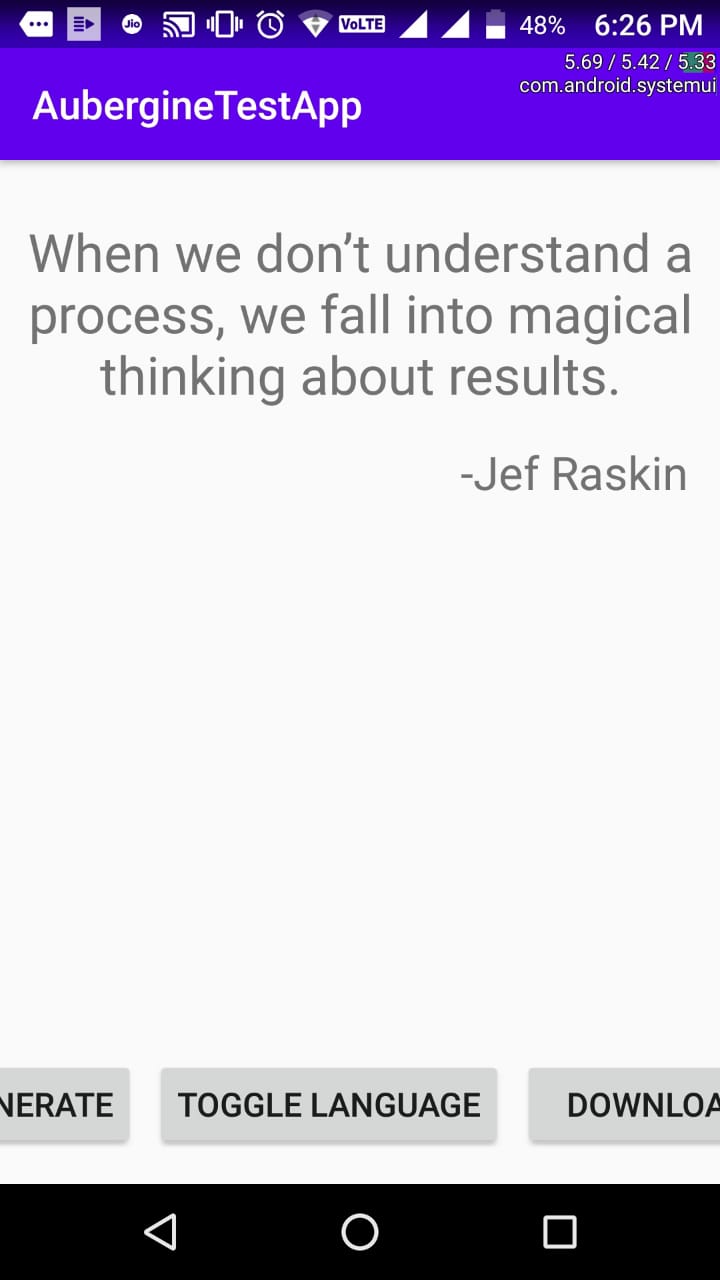 Jio VoLTE 48% 6:26 PM
5.69 / 5.42 / 5.33
com.android.systemui
AubergineTestApp
When we don’t understand a
process, we fall into magical
thinking about results.
-Jef Raskin
NERATE TOGGLE LANGUAGE DOWNLOA